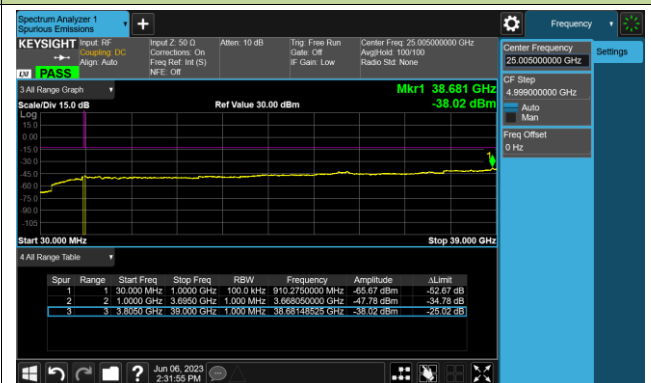 Spectrum Analyzer 1
Spurious Emissions
Frequency
KEYSIGHT Input: RF Input Z: 50 Ω Atten: 10 dB Trig: Free Run Center Freq: 25.005000000 GHz
Coupling: DC Corrections: On Gate: Off Avg|Hold: 100/100
Align: Auto Freq Ref: Int (S) IF Gain: Low Radio Std: None
NFE: Off
LXI PASS
Center Frequency
25.005000000 GHz
Settings
CF Step
4.999000000 GHz
Auto
Man
Freq Offset
0 Hz
3 All Range Graph
Mkr1 38.681 GHz
Scale/Div 15.0 dB Ref Value 30.00 dBm -38.02 dBm
Log
15.0
0.00
-15.0
-30.0
-45.0
-60.0
-75.0
-90.0
-105
1
Start 30.000 MHz Stop 39.000 GHz
4 All Range Table
Spur Range Start Freq Stop Freq RBW Frequency Amplitude ΔLimit
1 1 30.000 MHz 1.0000 GHz 100.0 kHz 910.2750000 MHz -65.67 dBm -52.67 dB
2 2 1.0000 GHz 3.6950 GHz 1.000 MHz 3.668050000 GHz -47.78 dBm -34.78 dB
3 3 3.8050 GHz 39.000 GHz 1.000 MHz 38.68148525 GHz -38.02 dBm -25.02 dB
Jun 06, 2023
2:31:55 PM